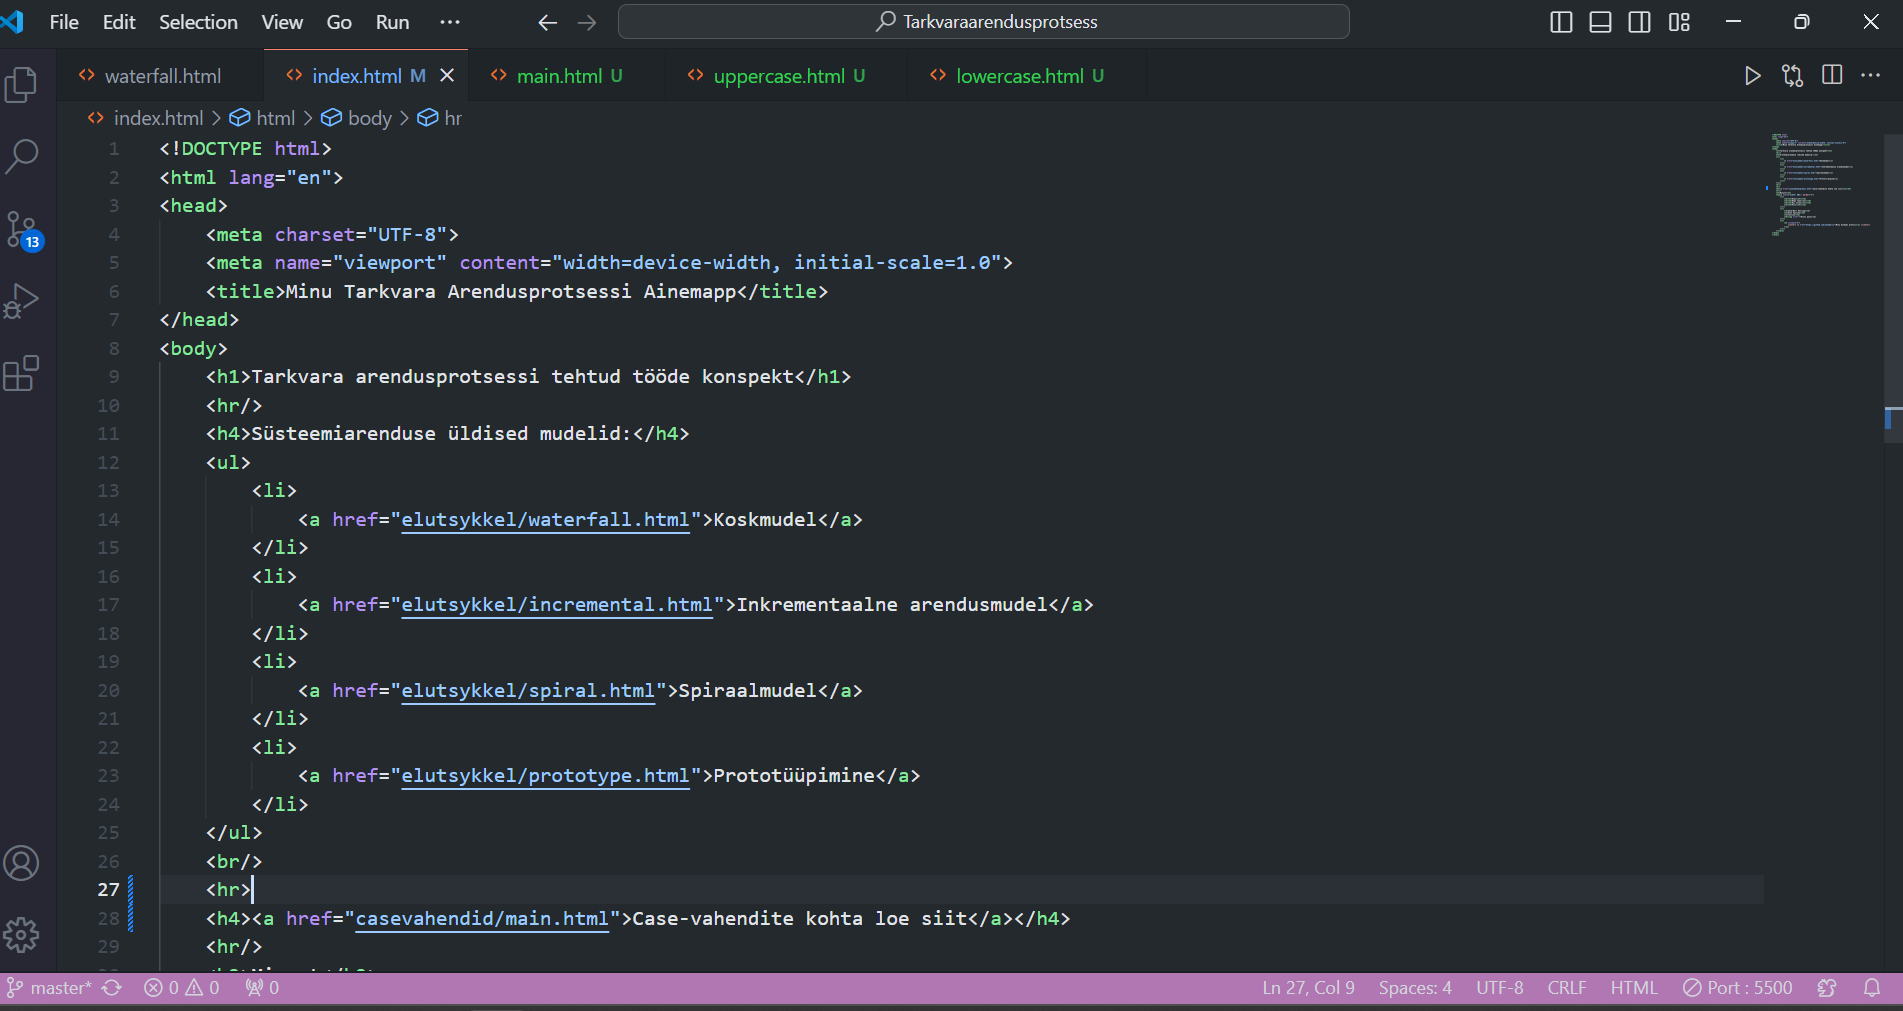 File Edit Selection View Go Run ··· Tarkvaraarendusprotsess
waterfall.html index.html M main.html U uppercase.html U lowercase.html U
index.html > html > body > hr
1 <!DOCTYPE html>
2 <html lang="en">
3 <head>
4 <meta charset="UTF-8">
5 <meta name="viewport" content="width=device-width, initial-scale=1.0">
6 <title>Minu Tarkvara Arendusprotsessi Ainemapp</title>
7 </head>
8 <body>
9 <h1>Tarkvara arendusprotsessi tehtud tööde konspekt</h1>
10 <hr/>
11 <h4>Süsteemiarenduse üldised mudelid:</h4>
12 <ul>
13 <li>
14 <a href="elutsykkel/waterfall.html">Koskmudel</a>
15 </li>
16 <li>
17 <a href="elutsykkel/incremental.html">Inkrementaalne arendusmudel</a>
18 </li>
19 <li>
20 <a href="elutsykkel/spiral.html">Spiraalmudel</a>
21 </li>
22 <li>
23 <a href="elutsykkel/prototype.html">Prototüüpimine</a>
24 </li>
25 </ul>
26 <br/>
27 <hr>
28 <h4><a href="casevahendid/main.html">Case-vahendite kohta loe siit</a></h4>
29 <hr/>
13
master* 0 0 0 Ln 27, Col 9 Spaces: 4 UTF-8 CRLF HTML Port : 5500